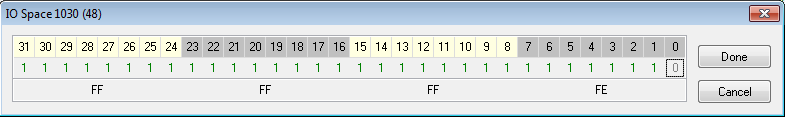 IO Space 1030 (48)
31 30 29 28 27 26 25 24 23 22 21 20 19 18 17 16 15 14 13 12 11 10 9 8 7 6 5 4 3 2 1 0
Done
1 1 1 1 1 1 1 1 1 1 1 1 1 1 1 1 1 1 1 1 1 1 1 1 1 1 1 1 1 1 1 0
FF FF FF FE
Cancel